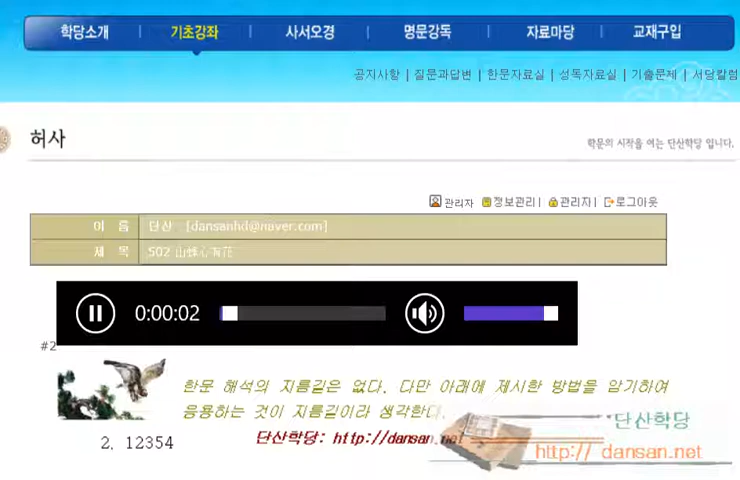 학당소개 | 기초강좌 | 사서오경 | 명문강독 | 자료마당 | 교재구입
공지사항 | 질문과답변 | 한문자료실 | 성독자료실 | 기출문제 | 서당칼럼
허사
학문의 시작을 여는 단산학당 입니다.
관리자 정보관리 | 관리자 | 로그아웃
이 름 단산 [dansanhd@naver.com]
제 목 502 山 心有花
0:00:02
#2
한문 해석의 지름길은 없다. 다만 아래에 제시한 방법을 암기하여
응용하는 것이 지름길이라 생각한다.
2, 12354
단산학당: http://dansan.net
단산학당
http:// dansan.net